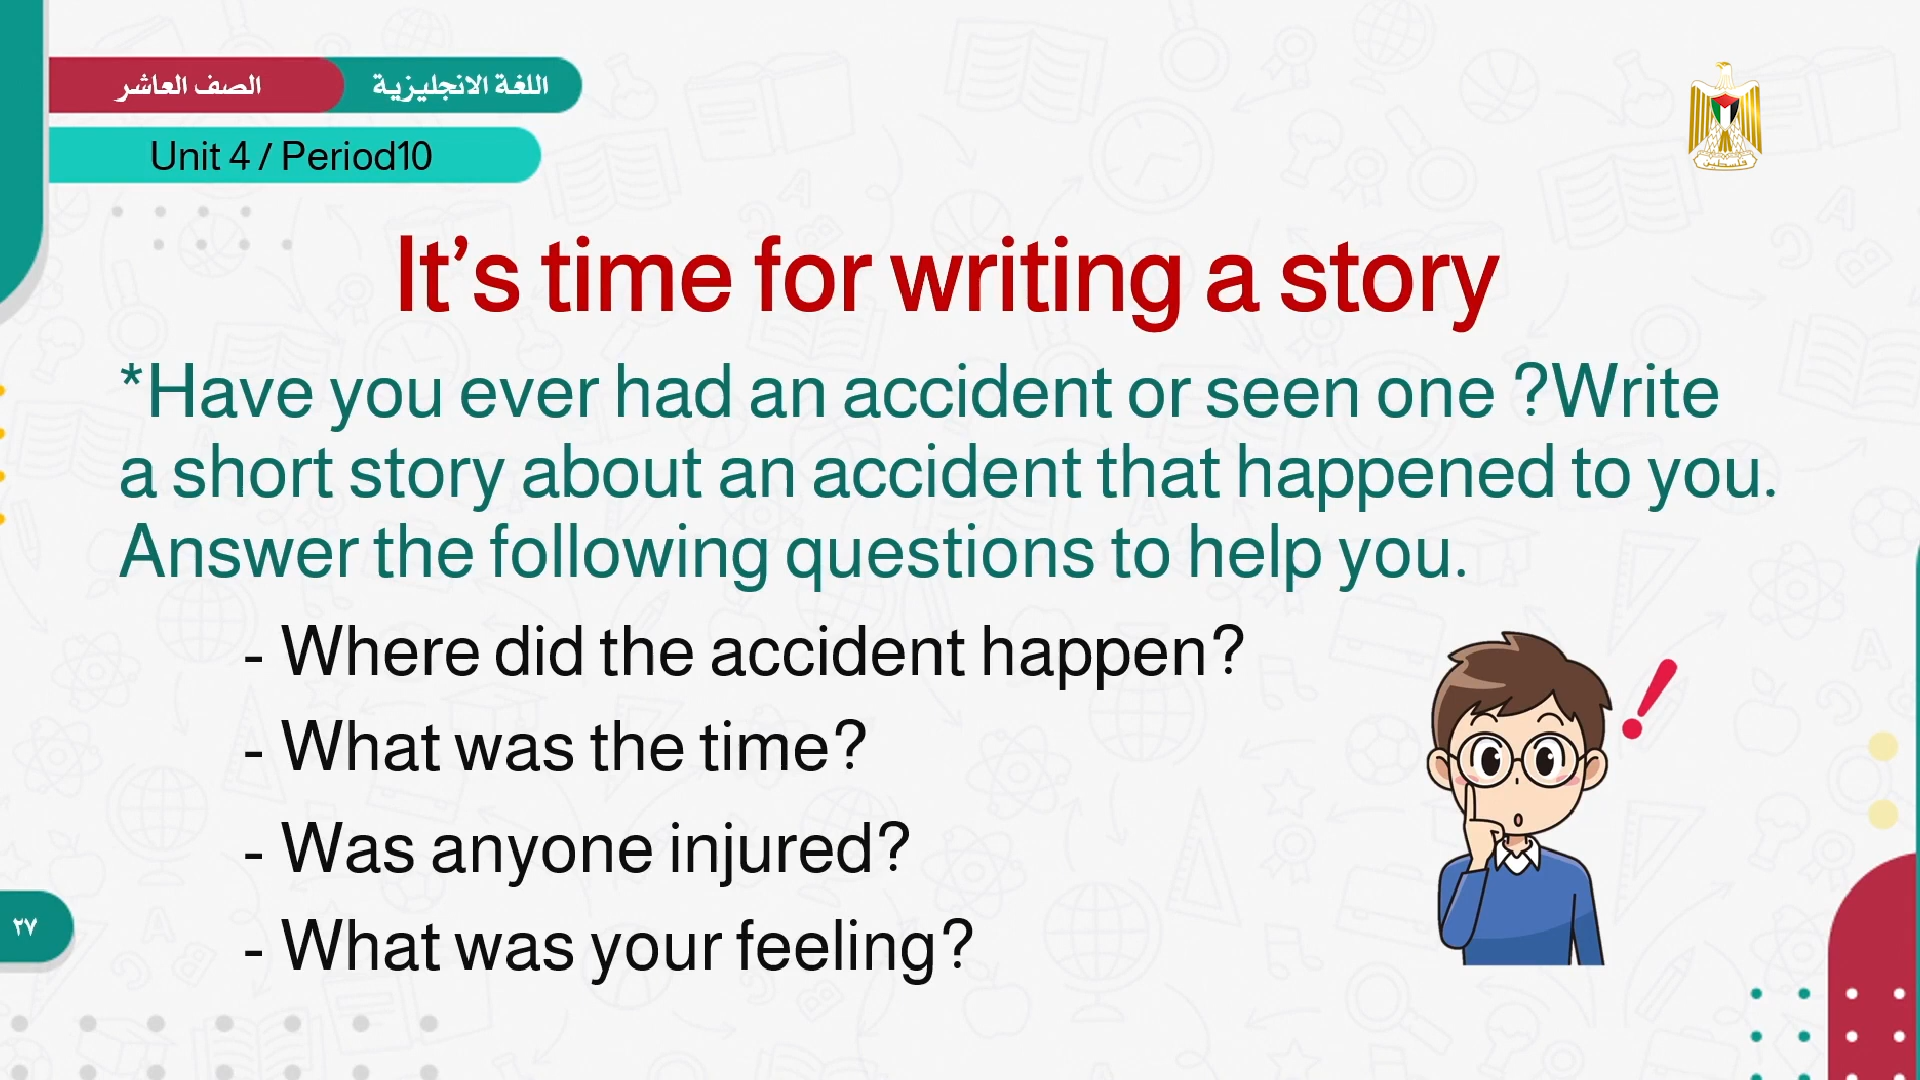 اللغة الانجليزية
الصف العاشر
Unit 4 / Period10
فلسطين
It’s time for writing a story
*Have you ever had an accident or seen one ?Write
a short story about an accident that happened to you.
Answer the following questions to help you.
- Where did the accident happen?
- What was the time?
- Was anyone injured?
- What was your feeling?
٢٧